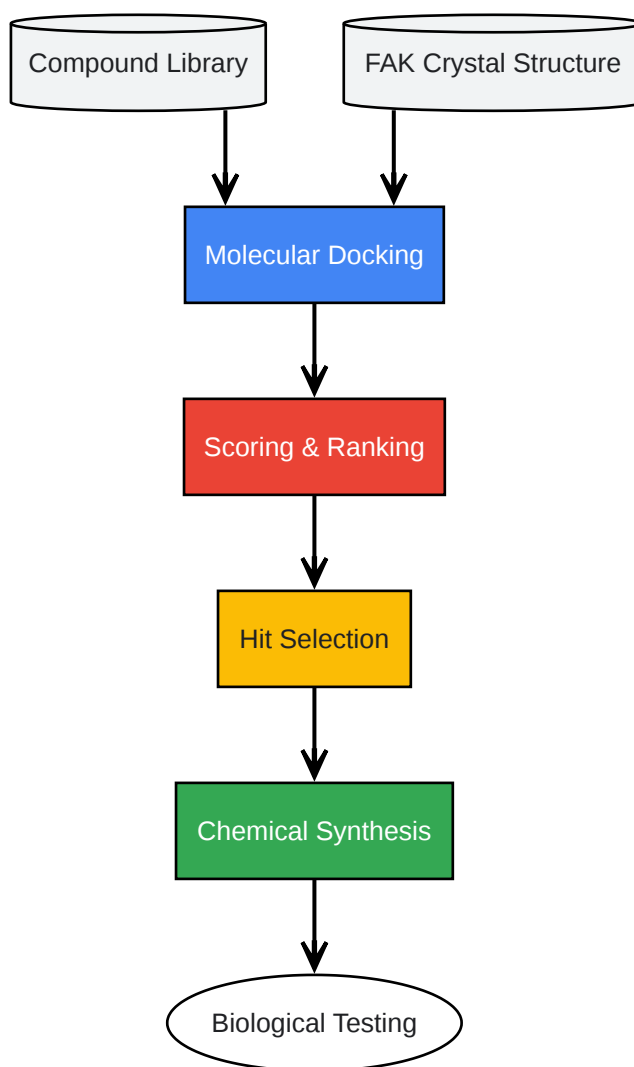 Compound Library
FAK Crystal Structure
Molecular Docking
Scoring & Ranking
Hit Selection
Chemical Synthesis
Biological Testing